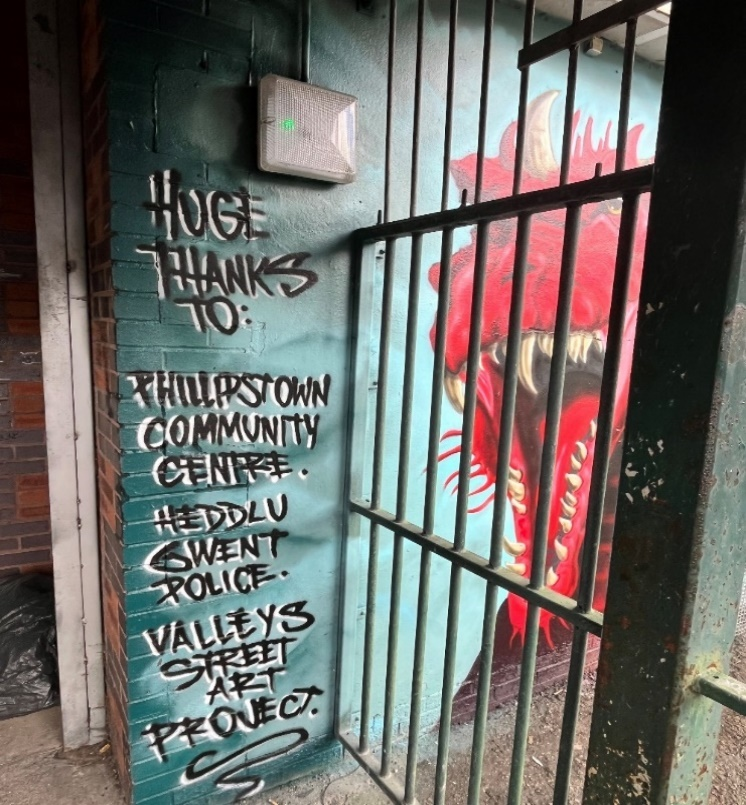 HUGE
THANKS
TO:
PHILLIPSTOWN
COMMUNITY
CENTRE.
HEDDLU
GWENT
POLICE.
VALLEYS
STREET
ART
PROJECT.